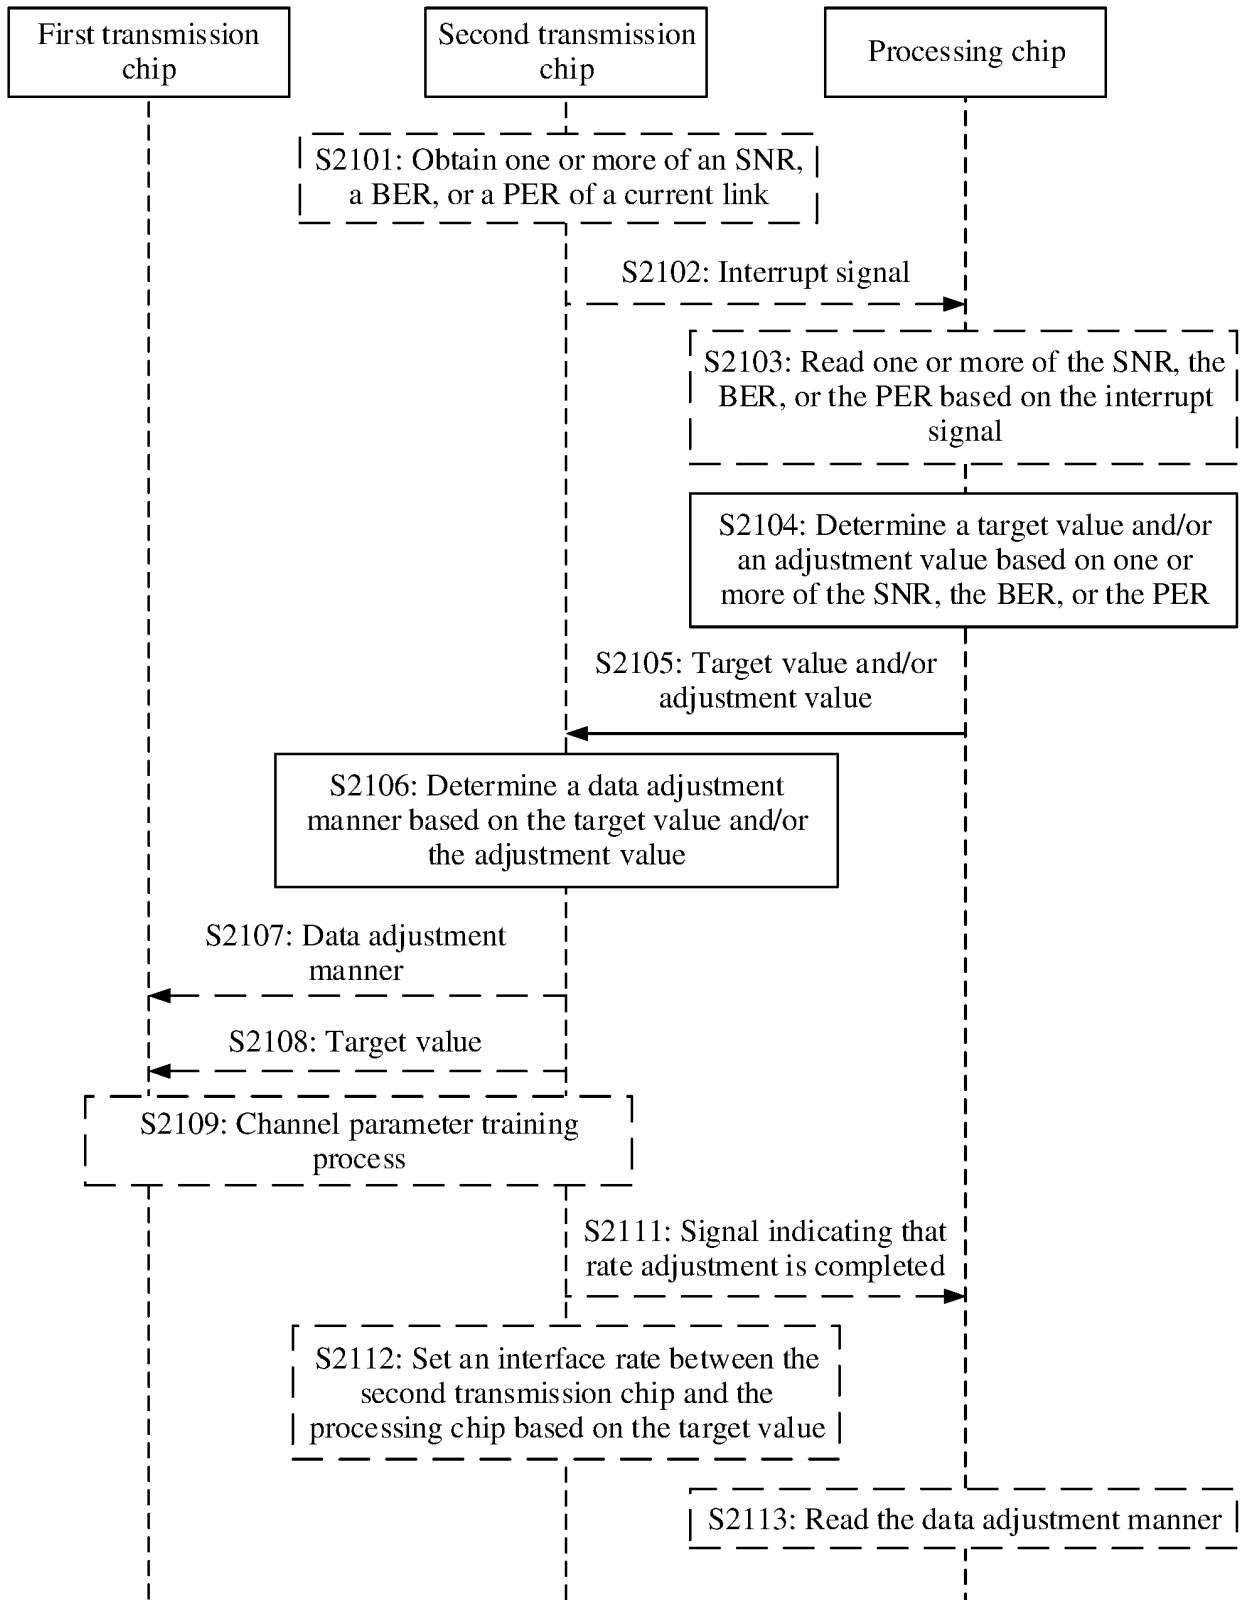 First transmission
chip
Second transmission
chip
Processing chip
S2101: Obtain one or more of an SNR,
a BER, or a PER of a current link
S2102: Interrupt signal
S2103: Read one or more of the SNR, the
BER, or the PER based on the interrupt
signal
S2104: Determine a target value and/or
an adjustment value based on one or
more of the SNR, the BER, or the PER
S2105: Target value and/or
adjustment value
S2106: Determine a data adjustment
manner based on the target value and/or
the adjustment value
S2107: Data adjustment
manner
S2108: Target value
S2109: Channel parameter training
process
S2111: Signal indicating that
rate adjustment is completed
S2112: Set an interface rate between the
second transmission chip and the
processing chip based on the target value
S2113: Read the data adjustment manner